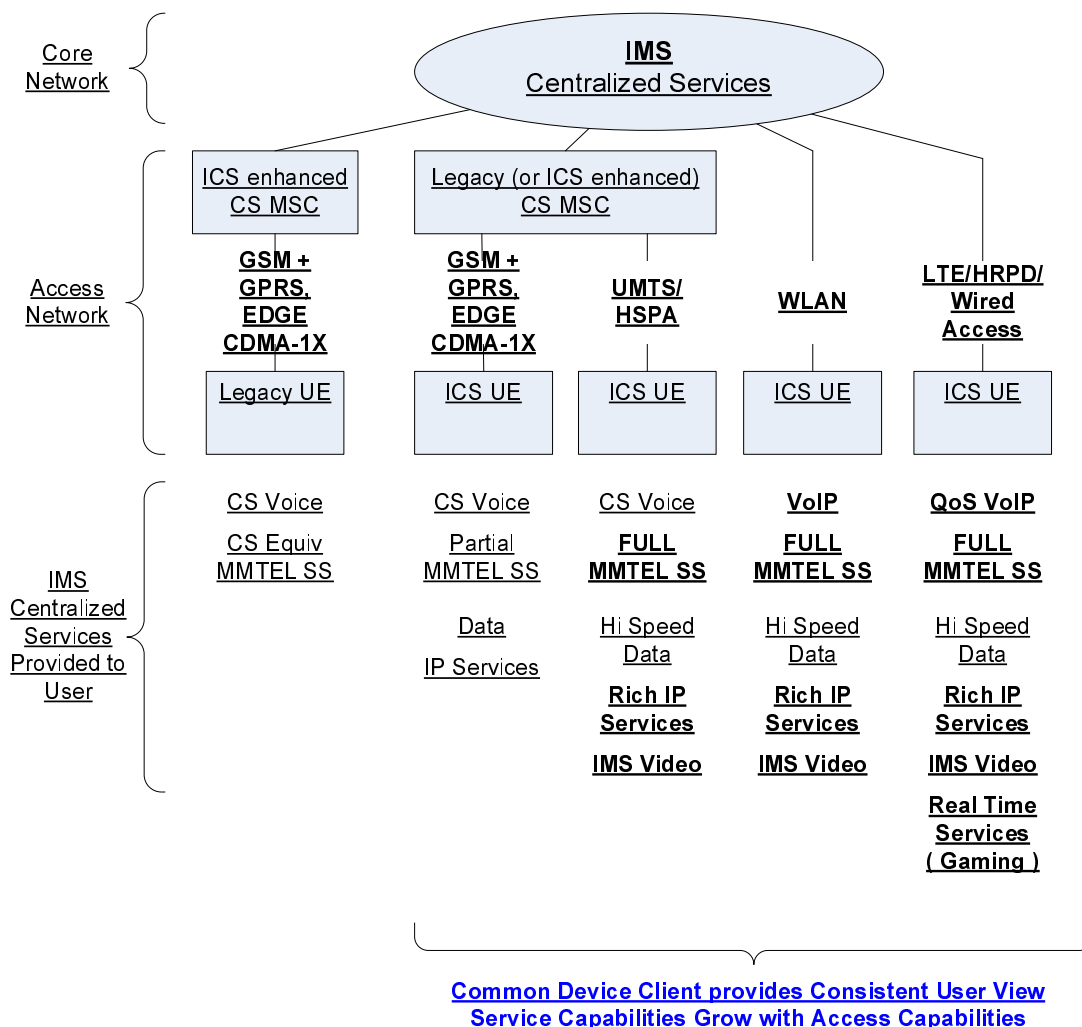 Core
Network
IMS
Centralized Services
ICS enhanced
CS MSC
Legacy (or ICS enhanced)
CS MSC
Access
Network
GSM +
GPRS,
EDGE
CDMA-1X
GSM +
GPRS,
EDGE
CDMA-1X
UMTS/
HSPA
WLAN
LTE/HRPD/
Wired
Access
Legacy UE
ICS UE
ICS UE
ICS UE
ICS UE
IMS
Centralized
Services
Provided to
User
CS Voice
CS Equiv
MMTEL SS
CS Voice
Partial
MMTEL SS
Data
IP Services
CS Voice
FULL
MMTEL SS
Hi Speed
Data
Rich IP
Services
IMS Video
VoIP
FULL
MMTEL SS
Hi Speed
Data
Rich IP
Services
IMS Video
QoS VoIP
FULL
MMTEL SS
Hi Speed
Data
Rich IP
Services
IMS Video
Real Time
Services
( Gaming )
Common Device Client provides Consistent User View
Service Capabilities Grow with Access Capabilities